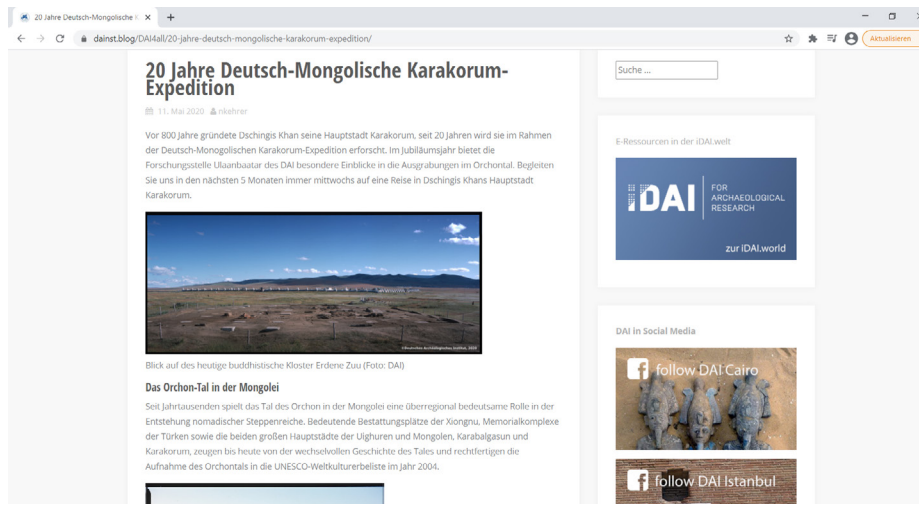 20 Jahre Deutsch-Mongolische K
dainst.blog/DAI4all/20-jahre-deutsch-mongolische-karakorum-expedition/
Aktualisieren
20 Jahre Deutsch-Mongolische Karakorum-
Expedition
11. Mai 2020 nkehrer
Vor 800 Jahre gründete Dschingis Khan seine Hauptstadt Karakorum, seit 20 Jahren wird sie im Rahmen
der Deutsch-Monogolischen Karakorum-Expedition erforscht. Im Jubiläumsjahr bietet die
Forschungsstelle Ulaanbaatar des DAI besondere Einblicke in die Ausgrabungen im Orchontal. Begleiten
Sie uns in den nächsten 5 Monaten immer mittwochs auf eine Reise in Dschingis Khans Hauptstadt
Karakorum.
©Deutsches Archäologisches Institut, 2020
Blick auf des heutige buddhistische Kloster Erdene Zuu (Foto: DAI)
Das Orchon-Tal in der Mongolei
Seit Jahrtausenden spielt das Tal des Orchon in der Mongolei eine überregional bedeutsame Rolle in der
Entstehung nomadischer Steppenreiche. Bedeutende Bestattungsplätze der Xiongnu, Memorialkomplexe
der Türken sowie die beiden großen Hauptstädte der Uighuren und Mongolen, Karabalgasun und
Karakorum, zeugen bis heute von der wechselvollen Geschichte des Tales und rechtfertigen die
Aufnahme des Orchontals in die UNESCO-Weltkulturerbeliste im Jahr 2004.
Suche ...
E-Ressourcen in der iDAI.welt
iDAI
FOR
ARCHAEOLOGICAL
RESEARCH
zur iDAI.world
DAI in Social Media
follow DAI Cairo
follow DAI Istanbul